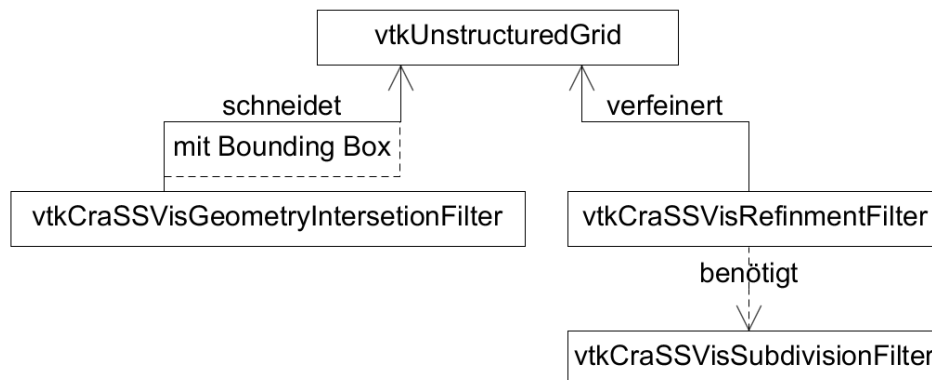 vtkUnstructuredGrid
schneidet
verfeinert
mit Bounding Box
vtkCraSSVisGeometryIntersetionFilter
vtkCraSSVisRefinmentFilter
benötigt
vtkCraSSVisSubdivisionFilter